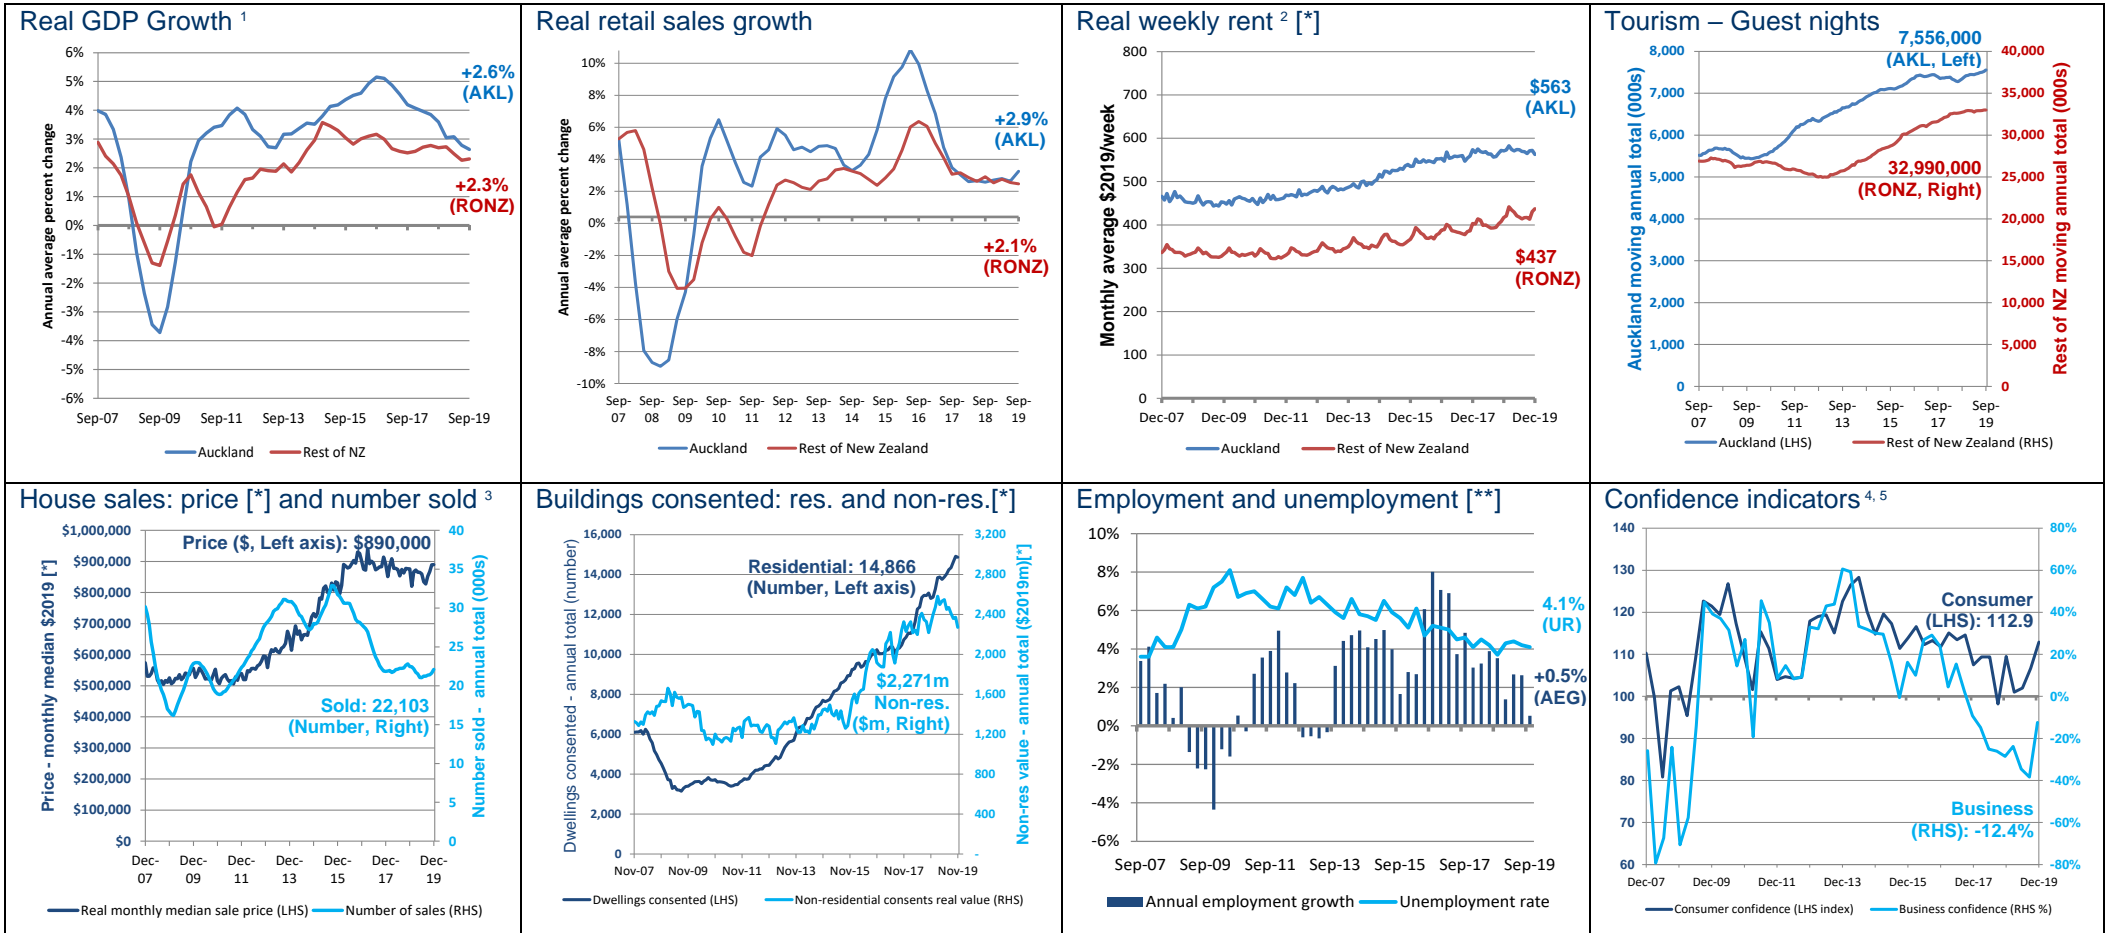 Real GDP Growth 1
6%
5%
4%
3%
2%
1%
0%
-1%
-2%
-3%
-4%
-5%
-6%
Annual average percent change
+2.6%
(AKL)
+2.3%
(RONZ)
Sep-07 Sep-09 Sep-11 Sep-13 Sep-15 Sep-17 Sep-19
Auckland Rest of NZ
Real retail sales growth
10%
8%
6%
4%
2%
0%
-2%
-4%
-6%
-8%
-10%
Annual average percent change
+2.9%
(AKL)
+2.1%
(RONZ)
Sep- Sep- Sep- Sep- Sep- Sep- Sep- Sep- Sep- Sep- Sep- Sep- Sep-
07 08 09 10 11 12 13 14 15 16 17 18 19
Auckland Rest of New Zealand
Real weekly rent 2 [*]
800
700
600
500
400
300
200
100
0
Monthly average $2019/week
$563
(AKL)
$437
(RONZ)
Dec-07 Dec-09 Dec-11 Dec-13 Dec-15 Dec-17 Dec-19
Auckland Rest of New Zealand
Tourism – Guest nights
8,000
7,000
6,000
5,000
4,000
3,000
2,000
1,000
0
Auckland moving annual total (000s)
7,556,000
(AKL, Left)
32,990,000
(RONZ, Right)
40,000
35,000
30,000
25,000
20,000
15,000
10,000
5,000
0
Rest of NZ moving annual total (000s)
Sep- Sep- Sep- Sep- Sep- Sep- Sep-
07 09 11 13 15 17 19
Auckland (LHS) Rest of New Zealand (RHS)
House sales: price [*] and number sold 3
$1,000,000
$900,000
$800,000
$700,000
$600,000
$500,000
$400,000
$300,000
$200,000
$100,000
$0
Price - monthly median $2019 [*]
Price ($, Left axis): $890,000
Sold: 22,103
(Number, Right)
40
35
30
25
20
15
10
5
0
Number sold - annual total (000s)
Dec- Dec- Dec- Dec- Dec- Dec- Dec-
07 09 11 13 15 17 19
Real monthly median sale price (LHS) Number of sales (RHS)
Buildings consented: res. and non-res.[*]
16,000
14,000
12,000
10,000
8,000
6,000
4,000
2,000
0
Dwellings consented - annual total (number)
Residential: 14,866
(Number, Left axis)
$2,271m
Non-res.
($m, Right)
3,200
2,800
2,400
2,000
1,600
1,200
800
400
-
Non-res value - annual total ($2019m)[*]
Nov-07 Nov-09 Nov-11 Nov-13 Nov-15 Nov-17 Nov-19
Dwellings consented (LHS) Non-residential consents real value (RHS)
Employment and unemployment [**]
10%
8%
6%
4%
2%
0%
-2%
-4%
-6%
4.1%
(UR)
+0.5%
(AEG)
Sep-07 Sep-09 Sep-11 Sep-13 Sep-15 Sep-17 Sep-19
Annual employment growth Unemployment rate
Confidence indicators 4, 5
140
130
120
110
100
90
80
70
60
Consumer
(LHS): 112.9
Business
(RHS): -12.4%
80%
60%
40%
20%
0%
-20%
-40%
-60%
-80%
Dec-07 Dec-09 Dec-11 Dec-13 Dec-15 Dec-17 Dec-19
Consumer confidence (LHS index) Business confidence (RHS %)